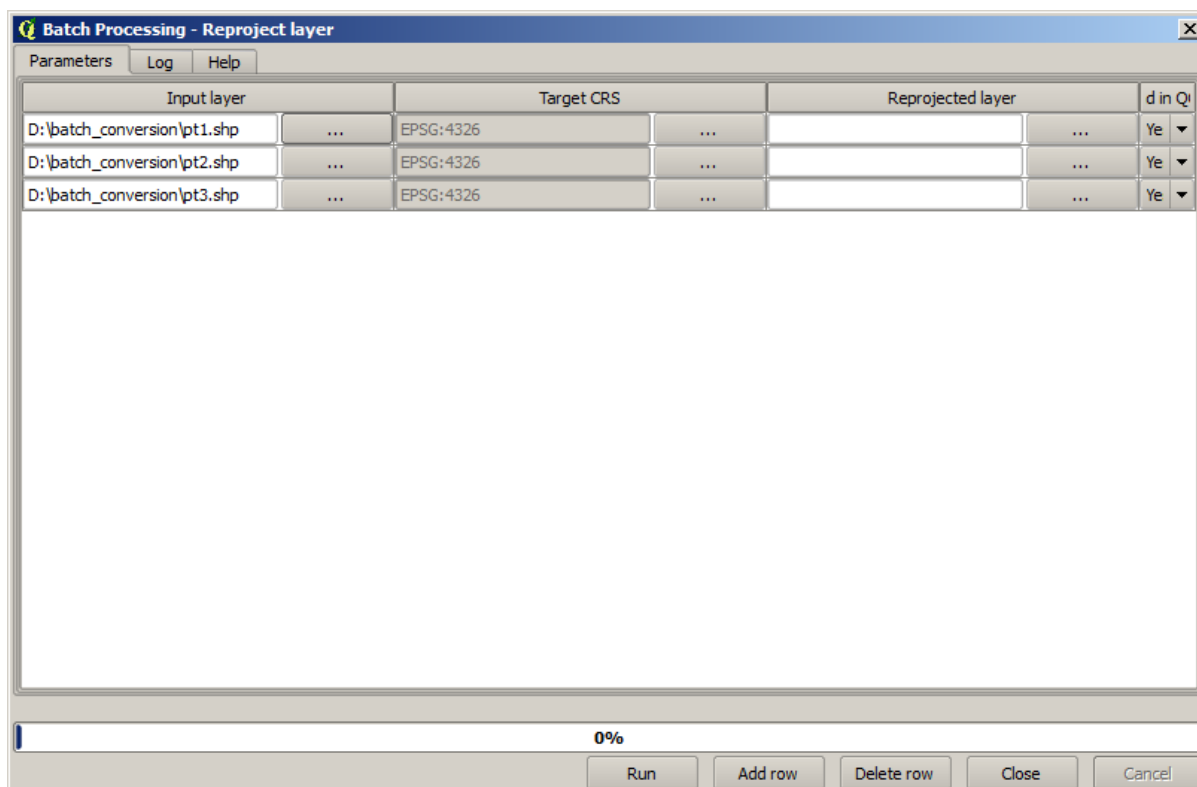 Batch Processing - Reproject layer
Parameters Log Help
Input layer Target CRS Reprojected layer d in Q
D:\batch_conversion\pt1.shp ... EPSG:4326 ... ... Ye
D:\batch_conversion\pt2.shp ... EPSG:4326 ... ... Ye
D:\batch_conversion\pt3.shp ... EPSG:4326 ... ... Ye
0%
Run Add row Delete row Close Cancel